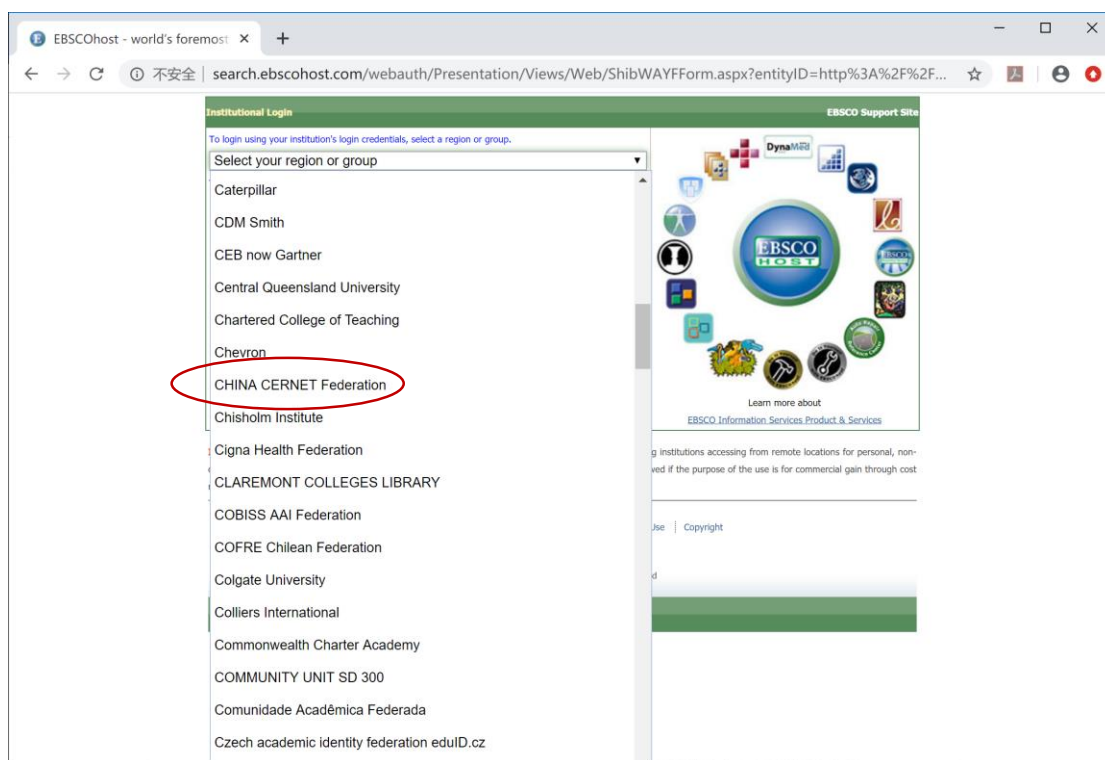 EBSCOhost - world's foremost
不安全 search.ebscohost.com/webauth/Presentation/Views/Web/ShibWAYFForm.aspx?entityID=http%3A%2F%2F...
Institutional Login
EBSCO Support Site
To login using your institution's login credentials, select a region or group.
Select your region or group
Caterpillar
CDM Smith
CEB now Gartner
Central Queensland University
Chartered College of Teaching
Chevron
CHINA CERNET Federation
Chisholm Institute
Cigna Health Federation
CLAREMONT COLLEGES LIBRARY
COBISS AAI Federation
COFRE Chilean Federation
Colgate University
Colliers International
Commonwealth Charter Academy
COMMUNITY UNIT SD 300
Comunidade Acadêmica Federada
Czech academic identity federation eduID.cz
DynaMed
EBSCO
HOST
Learn more about
EBSCO Information Services Product & Services
g institutions accessing from remote locations for personal, non-
ved if the purpose of the use is for commercial gain through cost
Use Copyright
d